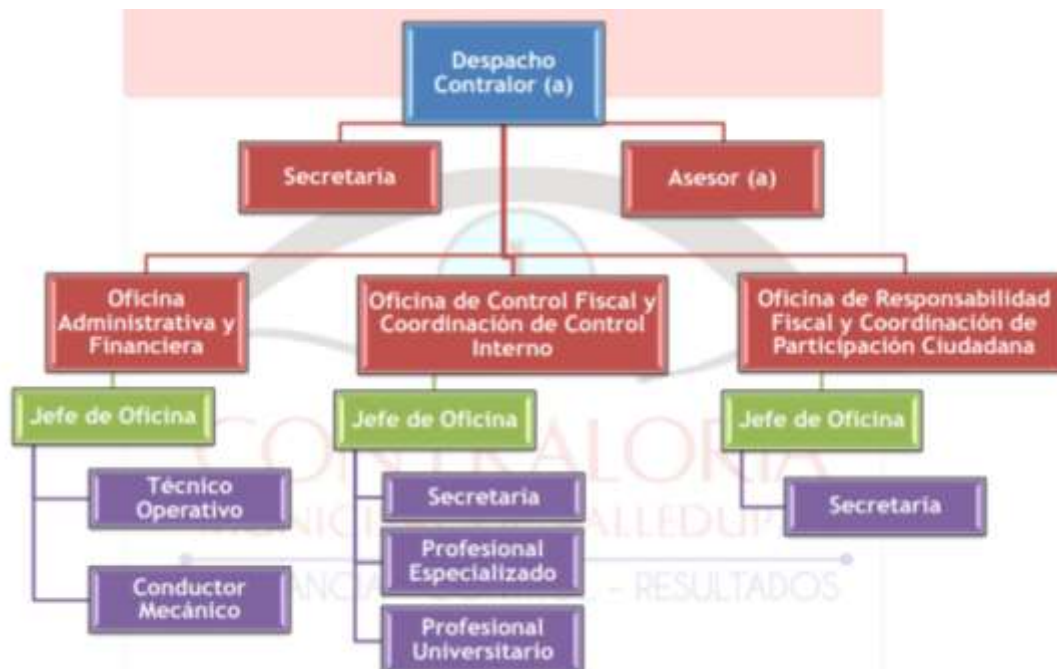 Despacho
Contralor (a)
Secretaria
Asesor (a)
Oficina
Administrativa y
Financiera
Oficina de Control Fiscal y
Coordinación de Control
Interno
Oficina de Responsabilidad
Fiscal y Coordinación de
Participación Ciudadana
Jefe de Oficina
Jefe de Oficina
Jefe de Oficina
Técnico
Operativo
Conductor
Mecánico
Secretaria
Profesional
Especializado
Profesional
Universitario
Secretaria
CONTRALORIA
- RESULTADOS